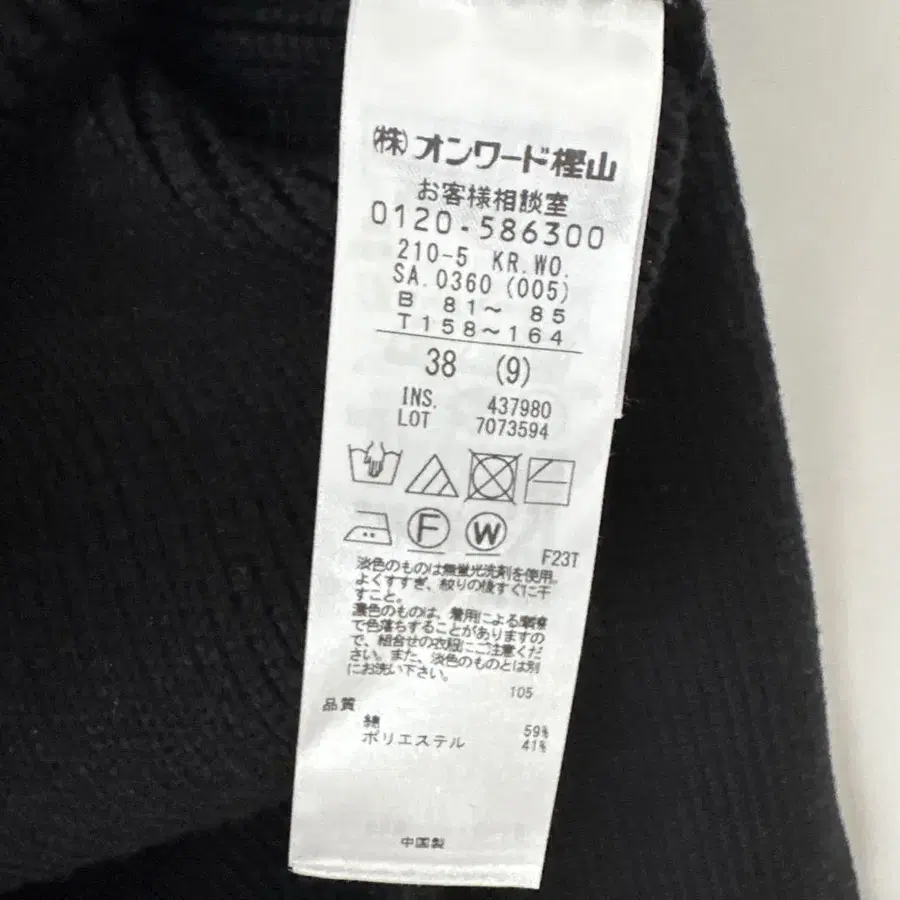 (株)オンワード樫山
お客様相談室
0120-586300
210-5 KR.WO.
SA.0360 (005)
B 81~ 85
T158~164
38 (9)
INS. 437980
LOT 7073594
F W
F23T
淡色のものは無蛍光洗剤を使用。
よくすすぎ、絞りの後すぐに干
すこと。
濃色のものは、着用による摩擦
で色落ちすることがありますの
で、組合せの衣服にご注意くだ
さい。また、淡色のものとは別
にお洗い下さい。
105
品質
綿 59%
ポリエステル 41%
中国製